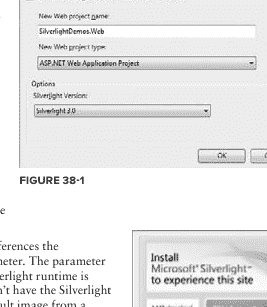 New Web project name:
SilverlightDemos.Web
New Web project type:
ASP.NET Web Application Project
Options
Silverlight Version:
Silverlight 3.0
OK
FIGURE 38-1
e
ferences the
meter. The parameter
erlight runtime is
n't have the Silverlight
ult image from a
Install
Microsoft® Silverlight™
to experience this site